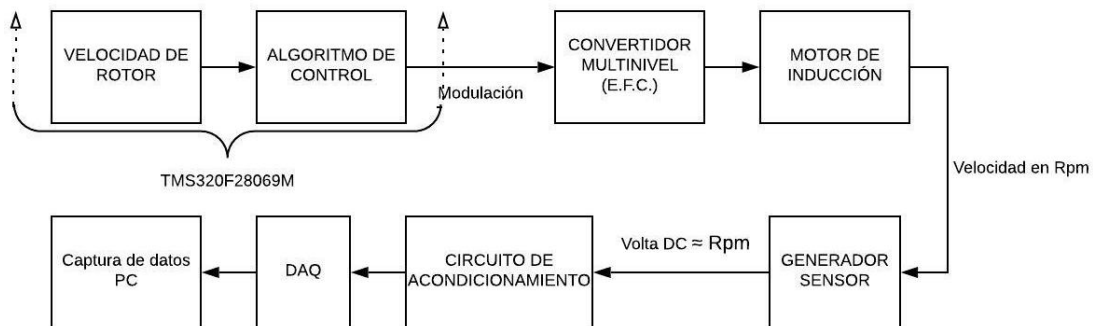 VELOCIDAD DE
ROTOR
ALGORITMO DE
CONTROL
Modulación
CONVERTIDOR
MULTINIVEL
(E.F.C.)
MOTOR DE
INDUCCIÓN
TMS320F28069M
Velocidad en Rpm
Captura de datos
PC
DAQ
CIRCUITO DE
ACONDICIONAMIENTO
Volta DC ≈ Rpm
GENERADOR
SENSOR